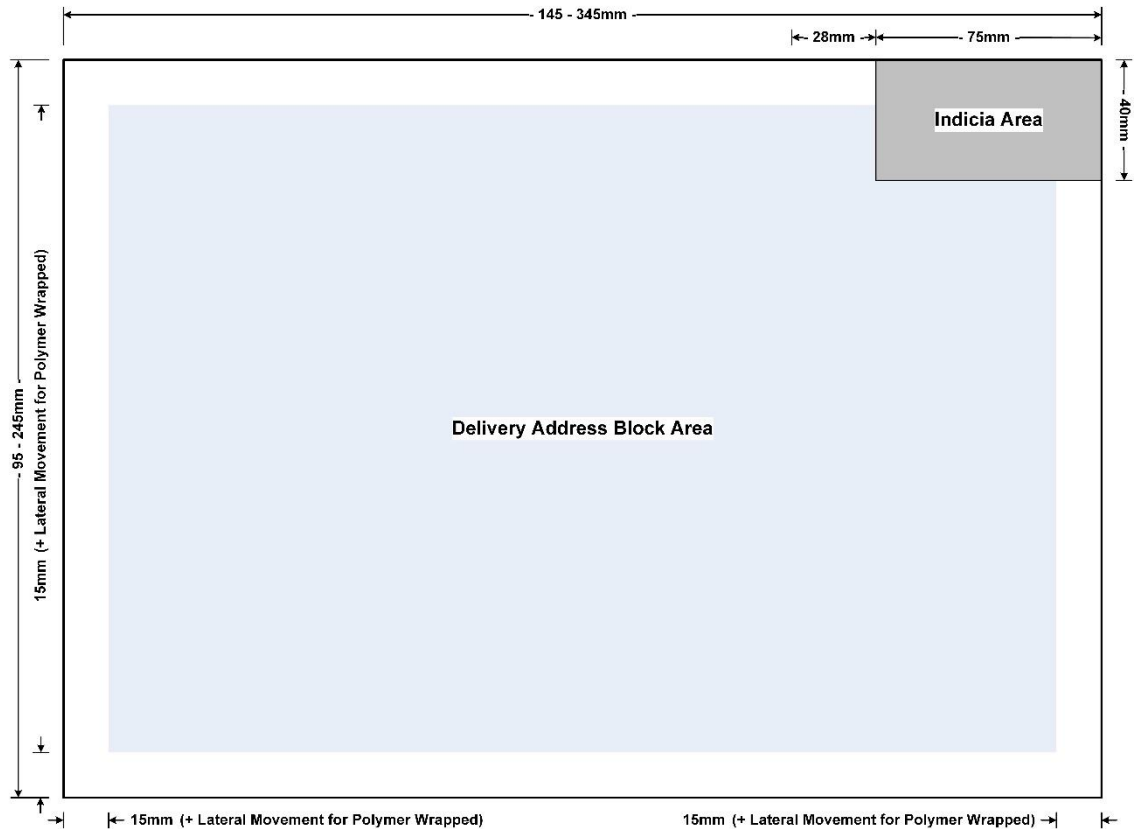 - 145 - 345mm -
- 28mm -
- 75mm -
Indicia Area
- 40mm -
- 95 - 245mm -
15mm (+ Lateral Movement for Polymer Wrapped)
Delivery Address Block Area
15mm (+ Lateral Movement for Polymer Wrapped)
15mm (+ Lateral Movement for Polymer Wrapped)